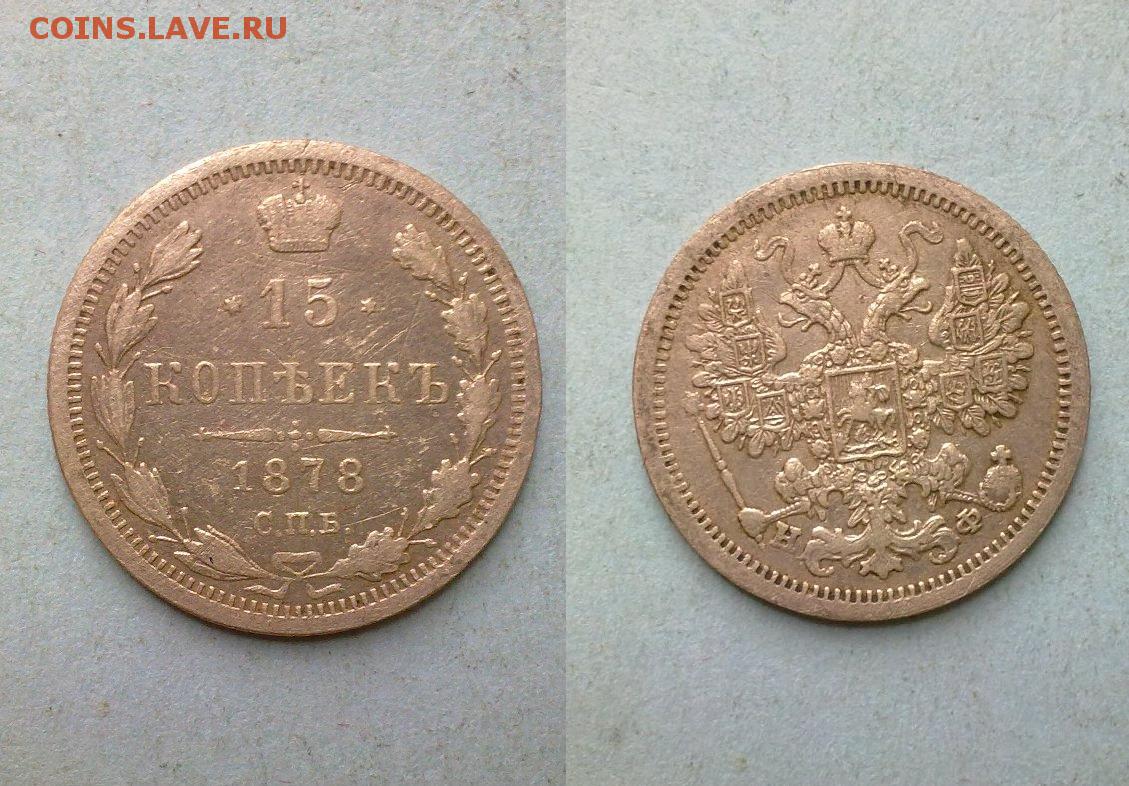 COINS.LAVE.RU
15
КОПѢЕКЪ
1878
С.П.Б.
Н Ф